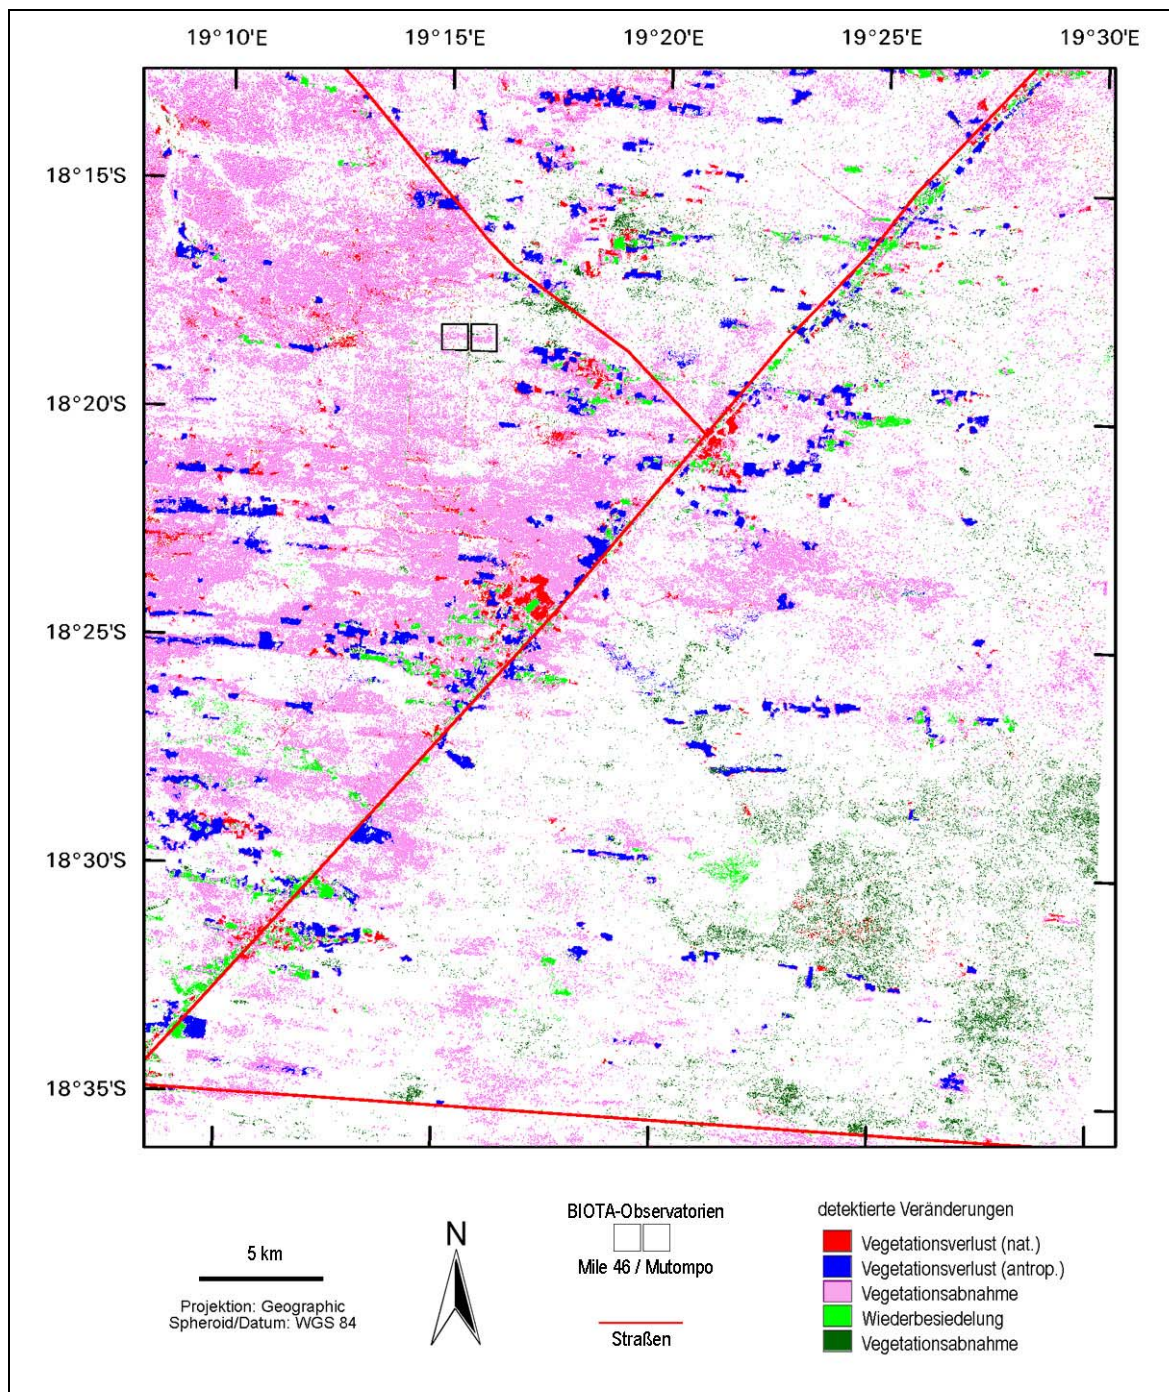 19°10'E 19°15'E 19°20'E 19°25'E 19°30'E
18°15'S
18°20'S
18°25'S
18°30'S
18°35'S
5 km
Projektion: Geographic
Spheroid/Datum: WGS 84
N
BIOTA-Observatorien
Mile 46 / Mutompo
Straßen
detektierte Veränderungen
Vegetationsverlust (nat.)
Vegetationsverlust (antrop.)
Vegetationsabnahme
Wiederbesiedelung
Vegetationsabnahme